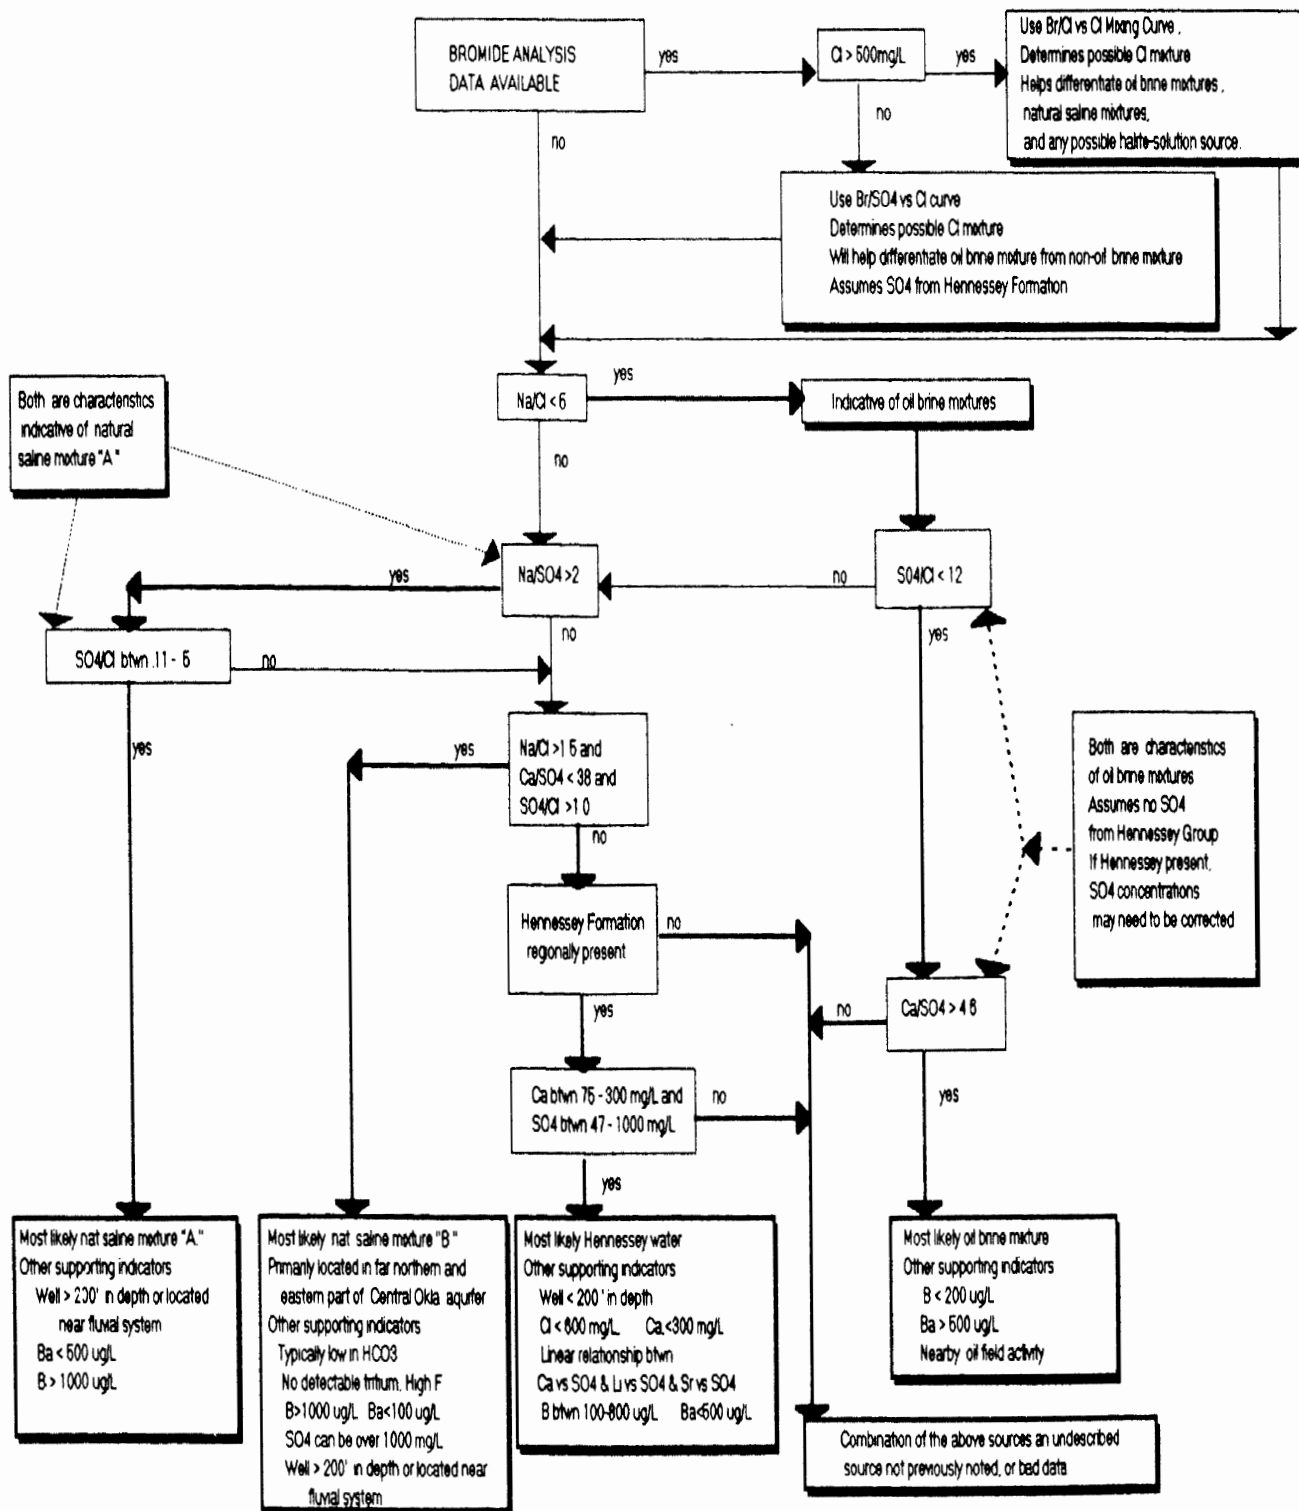 BROMIDE ANALYSIS
DATA AVAILABLE
yes
Cl > 500mg/L
yes
Use Br/Cl vs Cl Mixing Curve,
Determines possible Cl mixture
Helps differentiate oil brine mixtures,
natural saline mixtures,
and any possible halite-solution source.
no
no
Use Br/SO4 vs Cl curve
Determines possible Cl mixture
Will help differentiate oil brine mixture from non-oil brine mixture
Assumes SO4 from Hennessey Formation
Both are characteristics
indicative of natural
saline mixture "A."
Na/Cl < 6
yes
Indicative of oil brine mixtures
no
Na/SO4 >2
yes
no
SO4/Cl < 12
no
yes
SO4/Cl btwn .11 - 6
no
yes
Na/Cl >1 5 and
Ca/SO4 < 38 and
SO4/Cl >1 0
yes
no
Both are characteristics
of oil brine mixtures
Assumes no SO4
from Hennessey Group
If Hennessey present,
SO4 concentrations
may need to be corrected
Hennessey Formation
regionally present
no
yes
Ca/SO4 > 4 8
no
yes
Ca btwn 75 - 300 mg/L and
SO4 btwn 47 - 1000 mg/L
no
yes
Most likely nat saline mixture "A."
Other supporting indicators
Well > 200' in depth or located
near fluvial system
Ba < 500 ug/L
B > 1000 ug/L
Most likely nat saline mixture "B"
Primarily located in far northern and
eastern part of Central Okla aquifer
Other supporting indicators
Typically low in HCO3
No detectable tritium, High F
B>1000 ug/L Ba<100 ug/L
SO4 can be over 1000 mg/L
Well > 200' in depth or located near
fluvial system
Most likely Hennessey water
Other supporting indicators
Well < 200 ' in depth
Cl < 600 mg/L Ca <300 mg/L
Linear relationship btwn
Ca vs SO4 & Li vs SO4 & Sr vs SO4
B btwn 100-800 ug/L Ba<500 ug/L
Most likely oil brine mixture
Other supporting indicators
B < 200 ug/L
Ba > 500 ug/L
Nearby oil field activity
Combination of the above sources an undescribed
source not previously noted, or bad data